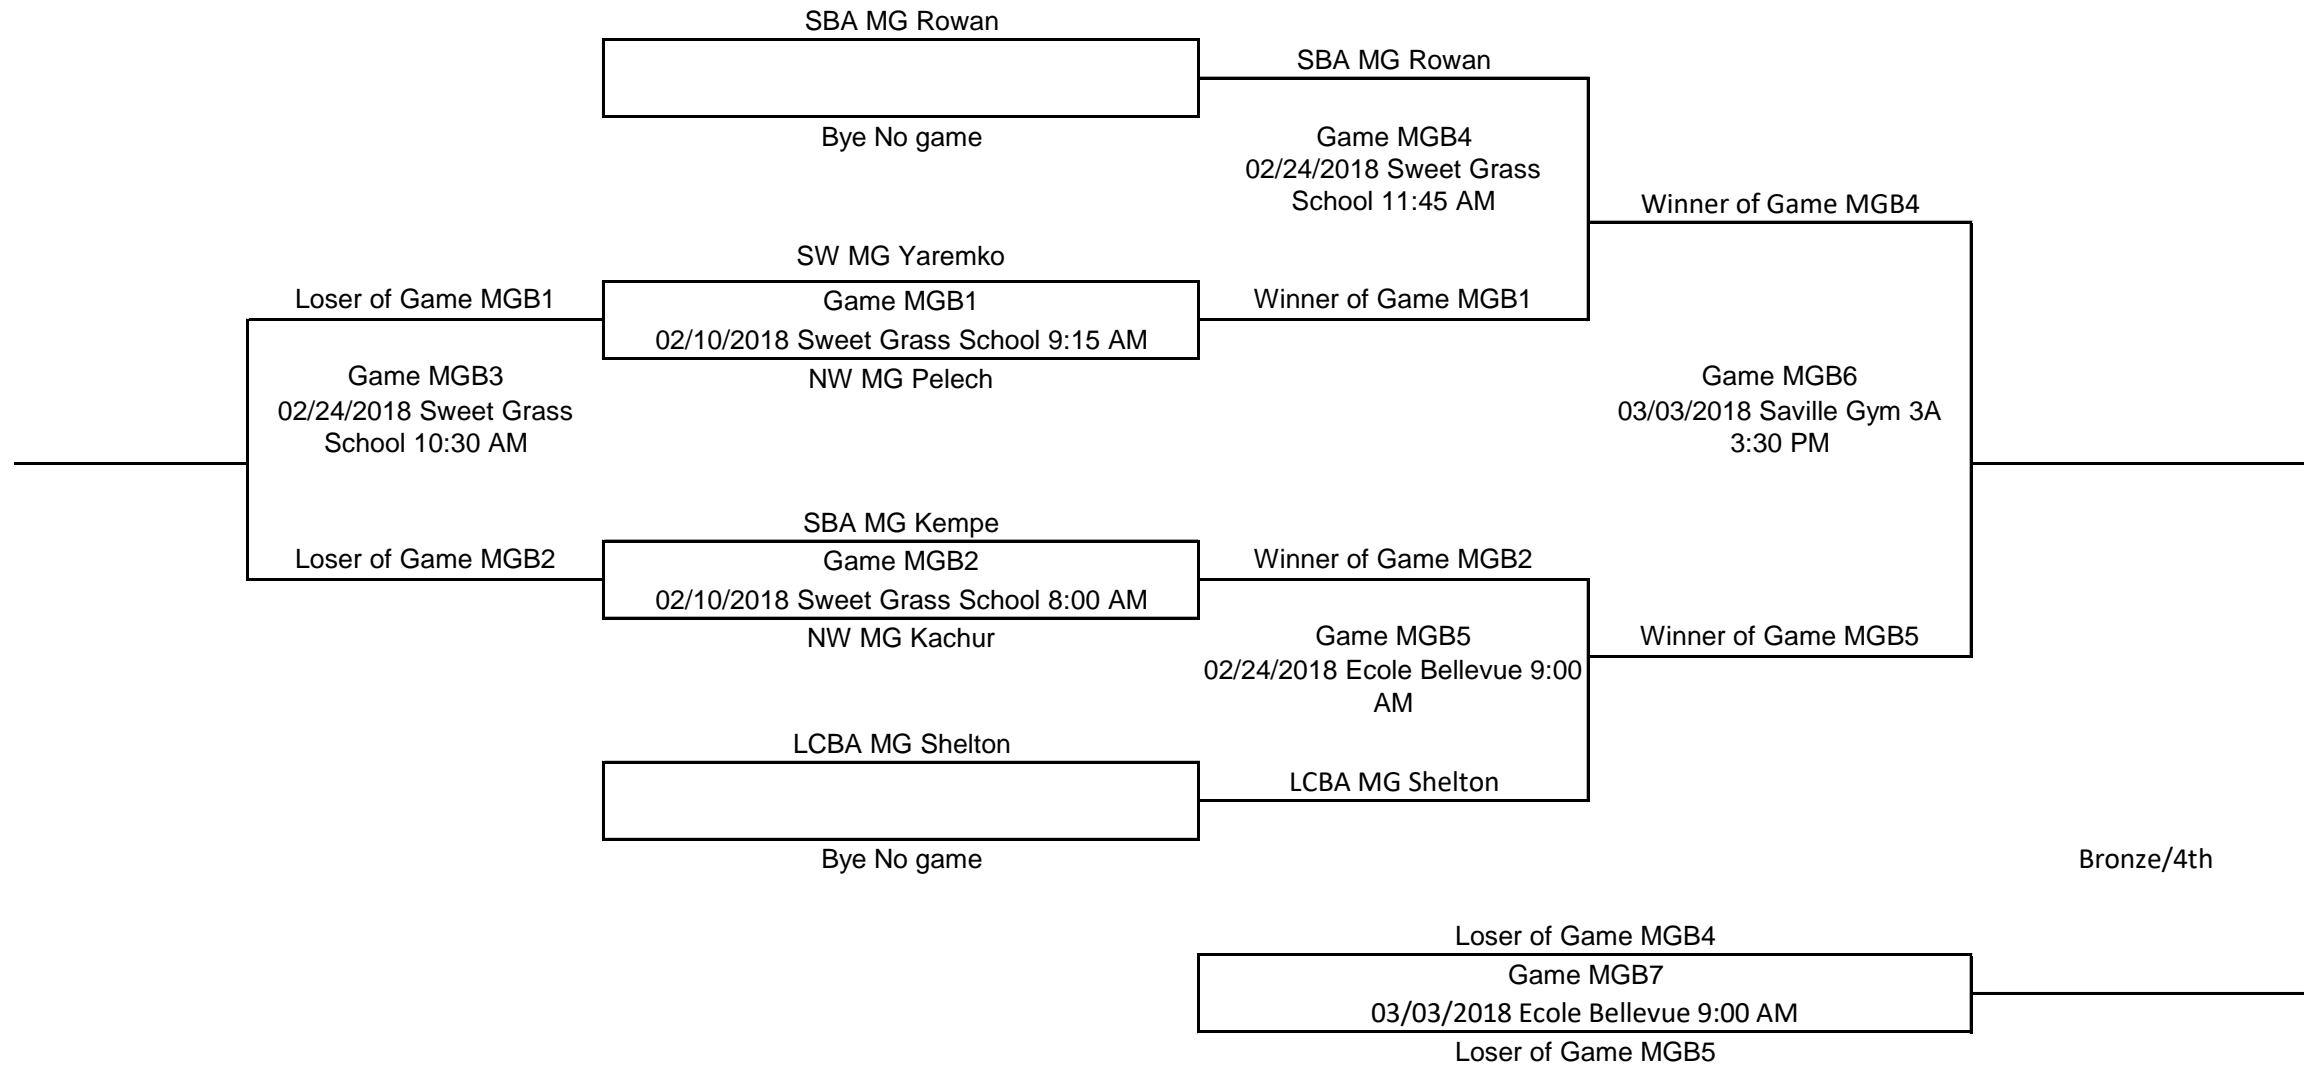 SBA MG Rowan
SBA MG Rowan
Bye No game
Game MGB4
02/24/2018 Sweet Grass
School 11:45 AM
Winner of Game MGB4
SW MG Yaremko
Loser of Game MGB1
Game MGB1
Winner of Game MGB1
02/10/2018 Sweet Grass School 9:15 AM
NW MG Pelech
Game MGB3
02/24/2018 Sweet Grass
School 10:30 AM
Game MGB6
03/03/2018 Saville Gym 3A
3:30 PM
SBA MG Kempe
Loser of Game MGB2
Game MGB2
Winner of Game MGB2
02/10/2018 Sweet Grass School 8:00 AM
NW MG Kachur
Game MGB5
02/24/2018 Ecole Bellevue 9:00
AM
Winner of Game MGB5
LCBA MG Shelton
LCBA MG Shelton
Bye No game
Bronze/4th
Loser of Game MGB4
Game MGB7
03/03/2018 Ecole Bellevue 9:00 AM
Loser of Game MGB5